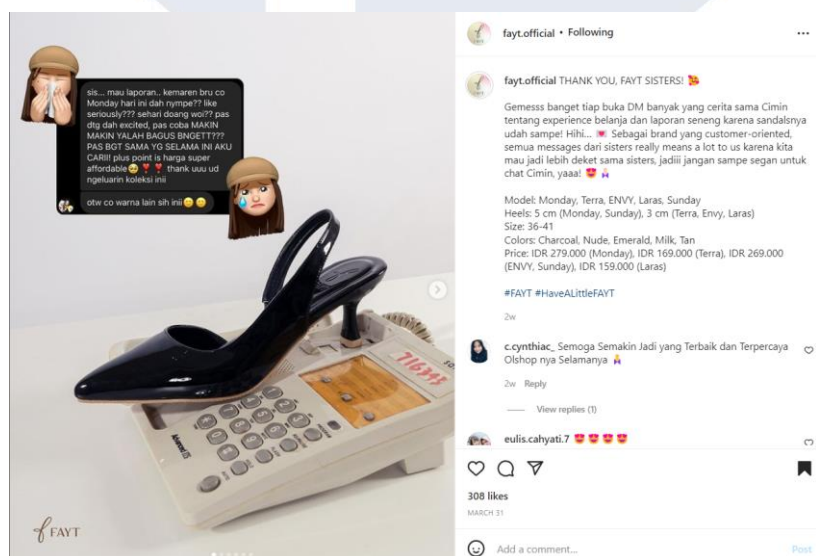 sis... mau laporan.. kemaren bru co
Monday hari ini dah nympe?? like
seriously??? sehari doang woi?? pas
dtg dah excited, pas coba MAKIN
MAKIN YALAH BAGUS BNGETT???
PAS BGT SAMA YG SELAMA INI AKU
CARII! plus point is harga super
affordable🥹❣️❣️ thank uuu ud
ngeluarin koleksi inii
otw co warna lain sih inii
716343
FAYT
fayt.official • Following
fayt.official THANK YOU, FAYT SISTERS! 🥰
Gemesss banget tiap buka DM banyak yang cerita sama Cimin
tentang experience belanja dan laporan seneng karena sandalsnya
udah sampe! Hihi... 💌 Sebagai brand yang customer-oriented,
semua messages dari sisters really means a lot to us karena kita
mau jadi lebih deket sama sisters, jadiii jangan sampe segan untuk
chat Cimin, yaaa! 😍
Model: Monday, Terra, ENVY, Laras, Sunday
Heels: 5 cm (Monday, Sunday), 3 cm (Terra, Envy, Laras)
Size: 36-41
Colors: Charcoal, Nude, Emerald, Milk, Tan
Price: IDR 279.000 (Monday), IDR 169.000 (Terra), IDR 269.000
(ENVY, Sunday), IDR 159.000 (Laras)
#FAYT #HaveALittleFAYT
2w
c.cynthiac_ Semoga Semakin Jadi yang Terbaik dan Terpercaya
Olshop nya Selamanya
2w Reply
View replies (1)
eulis.cahyati.7 😍😍😍😍
308 likes
MARCH 31
Add a comment...
Post